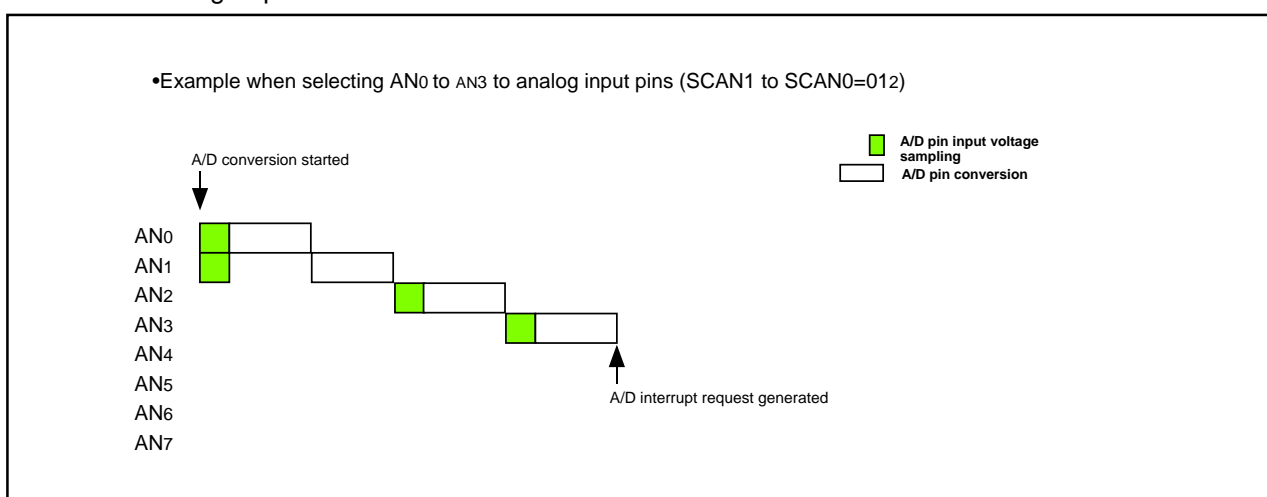 •Example when selecting AN0 to AN3 to analog input pins (SCAN1 to SCAN0=012)
A/D conversion started
A/D pin input voltage
sampling
A/D pin conversion
AN0
AN1
AN2
AN3
AN4
AN5
AN6
AN7
A/D interrupt request generated